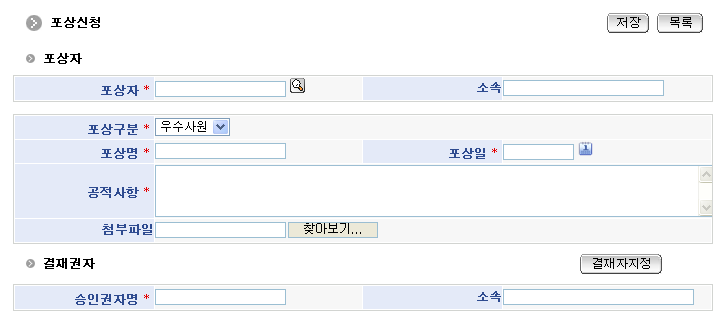 포상신청 저장 목록
포상자
포상자 * 소속
포상구분 * 우수사원
포상명 * 포상일 *
공적사항 *
첨부파일 찾아보기...
결재권자 결재자지정
승인권자명 * 소속